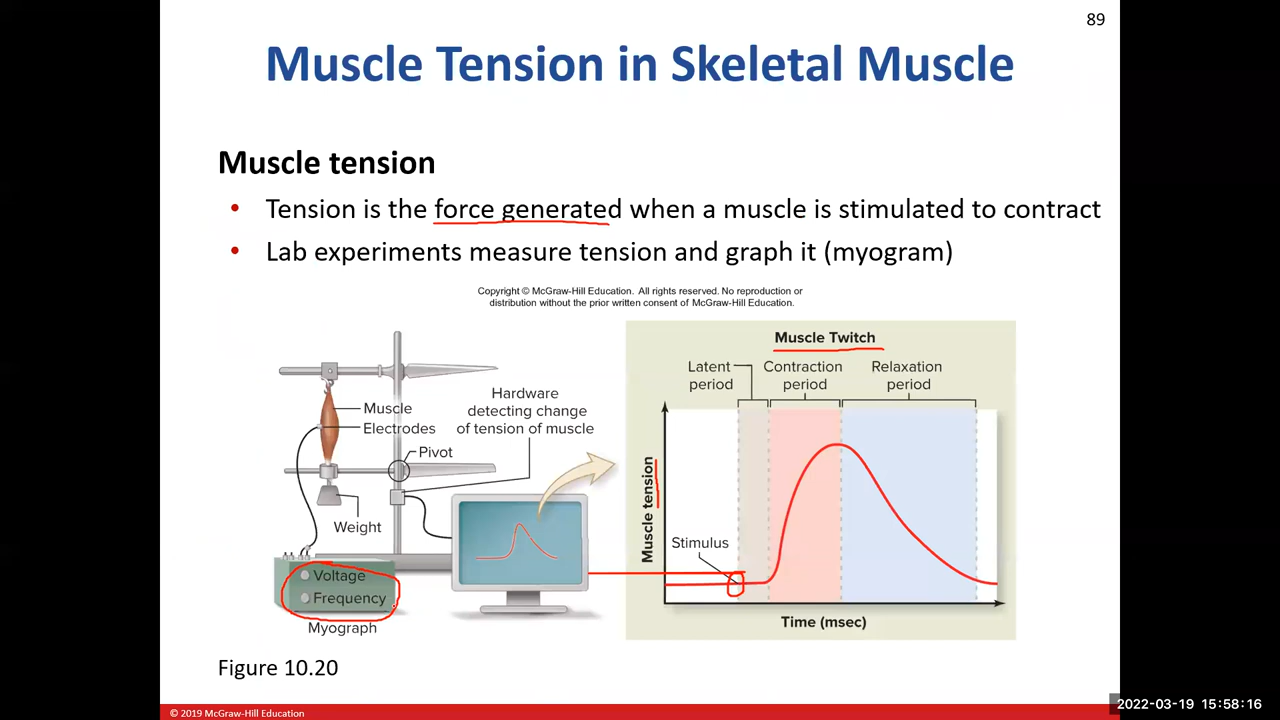 89
Muscle Tension in Skeletal Muscle
Muscle tension
• Tension is the force generated when a muscle is stimulated to contract
• Lab experiments measure tension and graph it (myogram)
Copyright © McGraw-Hill Education. All rights reserved. No reproduction or
distribution without the prior written consent of McGraw-Hill Education.
Muscle
Electrodes
Hardware
detecting change
of tension of muscle
Pivot
Weight
Voltage
Frequency
Myograph
Muscle Twitch
Latent
period
Contraction
period
Relaxation
period
Muscle tension
Stimulus
Time (msec)
Figure 10.20
© 2019 McGraw-Hill Education
2022-03-19 15:58:16